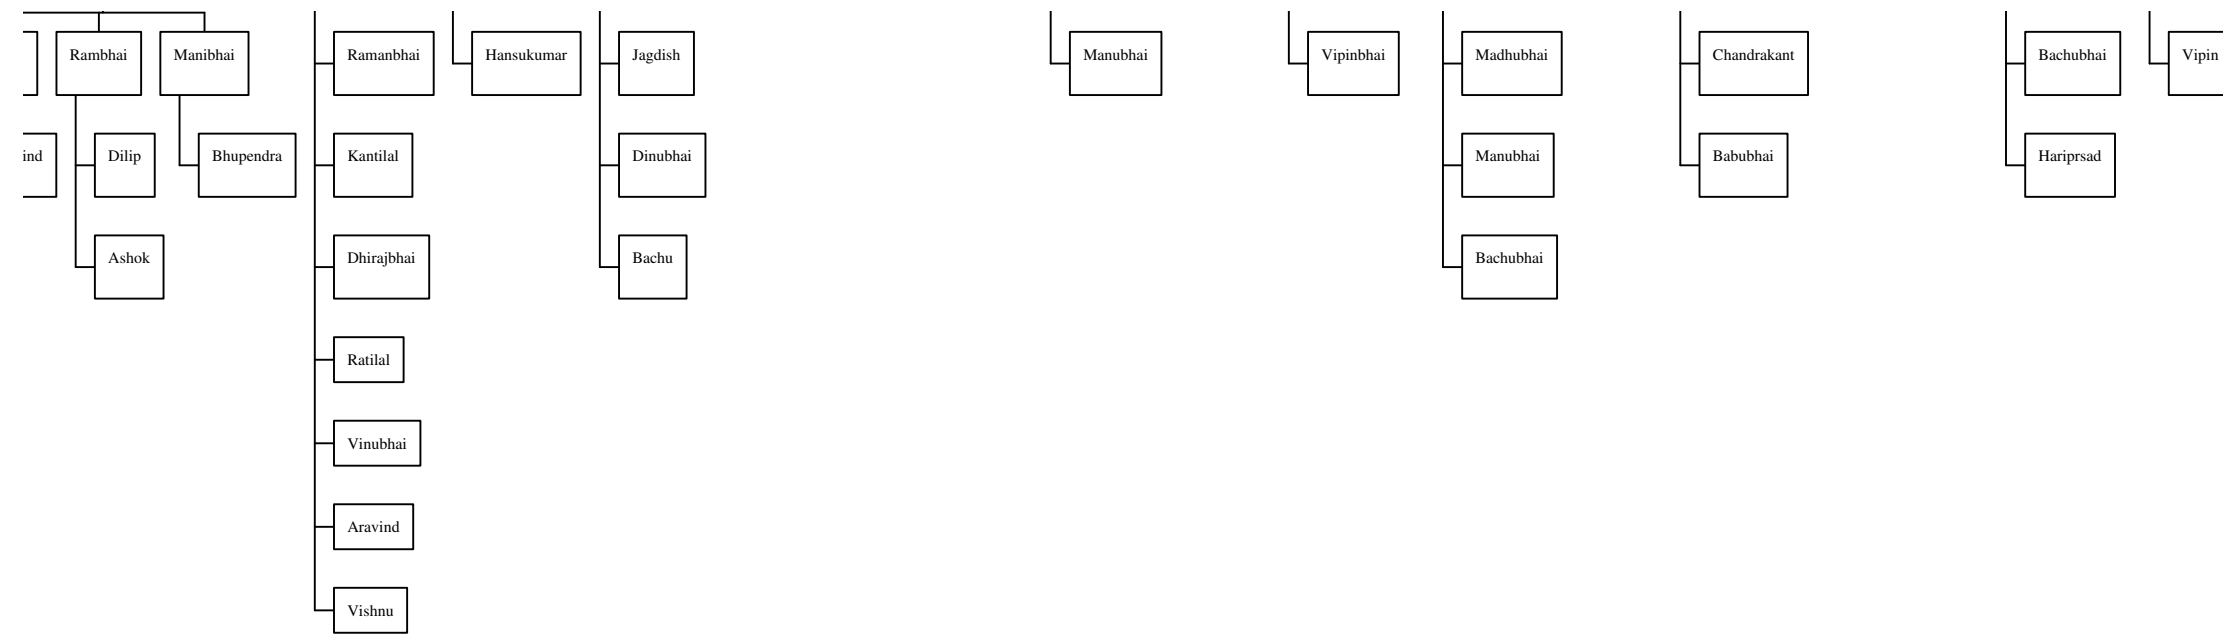 Rambhai
Manibhai
Ramanbhai
Hansukumar
Jagdish
Manubhai
Vipinbhai
Madhubhai
Chandrakant
Bachubhai
Vipin
ind
Dilip
Bhupendra
Kantilal
Dinubhai
Manubhai
Babubhai
Hariprsad
Ashok
Dhirajbhai
Bachu
Bachubhai
Ratilal
Vinubhai
Aravind
Vishnu